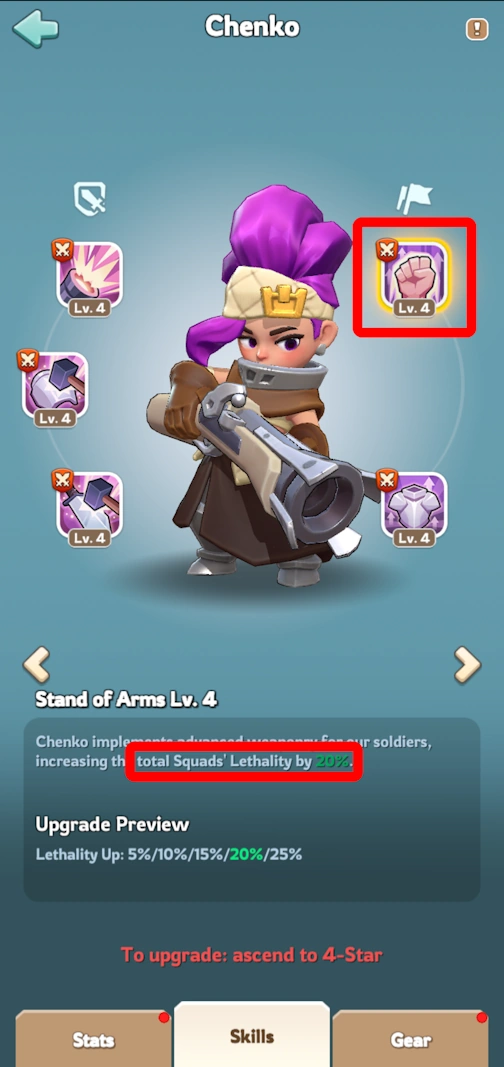 Chenko
Lv. 4
Lv. 4
Lv. 4
Lv. 4
Lv. 4
Stand of Arms Lv. 4
Chenko implements advanced weaponry for our soldiers,
increasing the total Squads' Lethality by 20%.
Upgrade Preview
Lethality Up: 5%/10%/15%/20%/25%
To upgrade: ascend to 4-Star
Stats
Skills
Gear